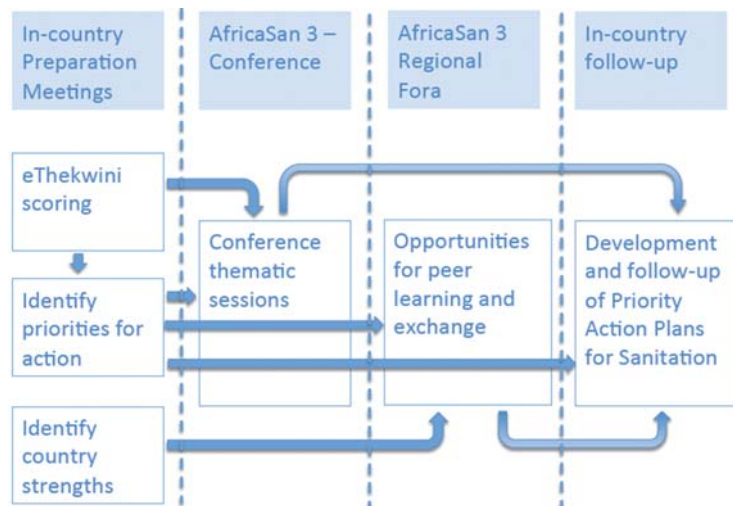 In-country
Preparation
Meetings
AfricaSan 3 –
Conference
AfricaSan 3
Regional
Fora
In-country
follow-up
eThekwini
scoring
Identify
priorities for
action
Identify
country
strengths
Conference
thematic
sessions
Opportunities
for peer
learning and
exchange
Development
and follow-up
of Priority
Action Plans
for Sanitation